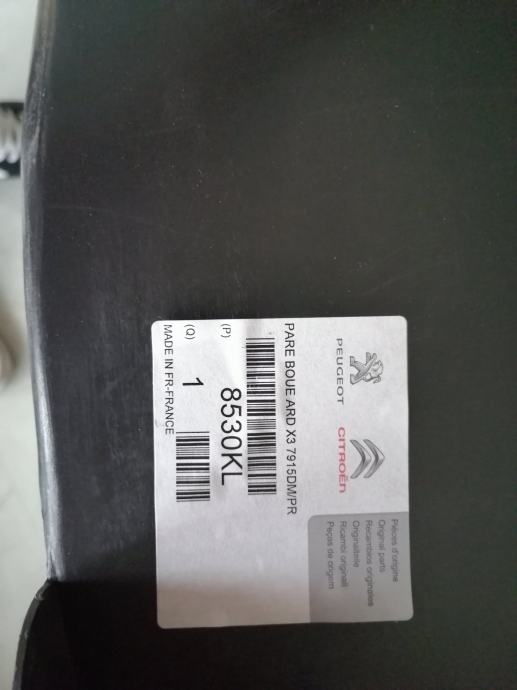 PEUGEOT
CITROËN
Pièces d'origine
Original parts
Recambios originales
Originalteile
Ricambi originali
Peças de origem
PARE BOUE ARD X3 7915DM/PR
(P)
8530KL
(Q)
1
MADE IN FR-FRANCE